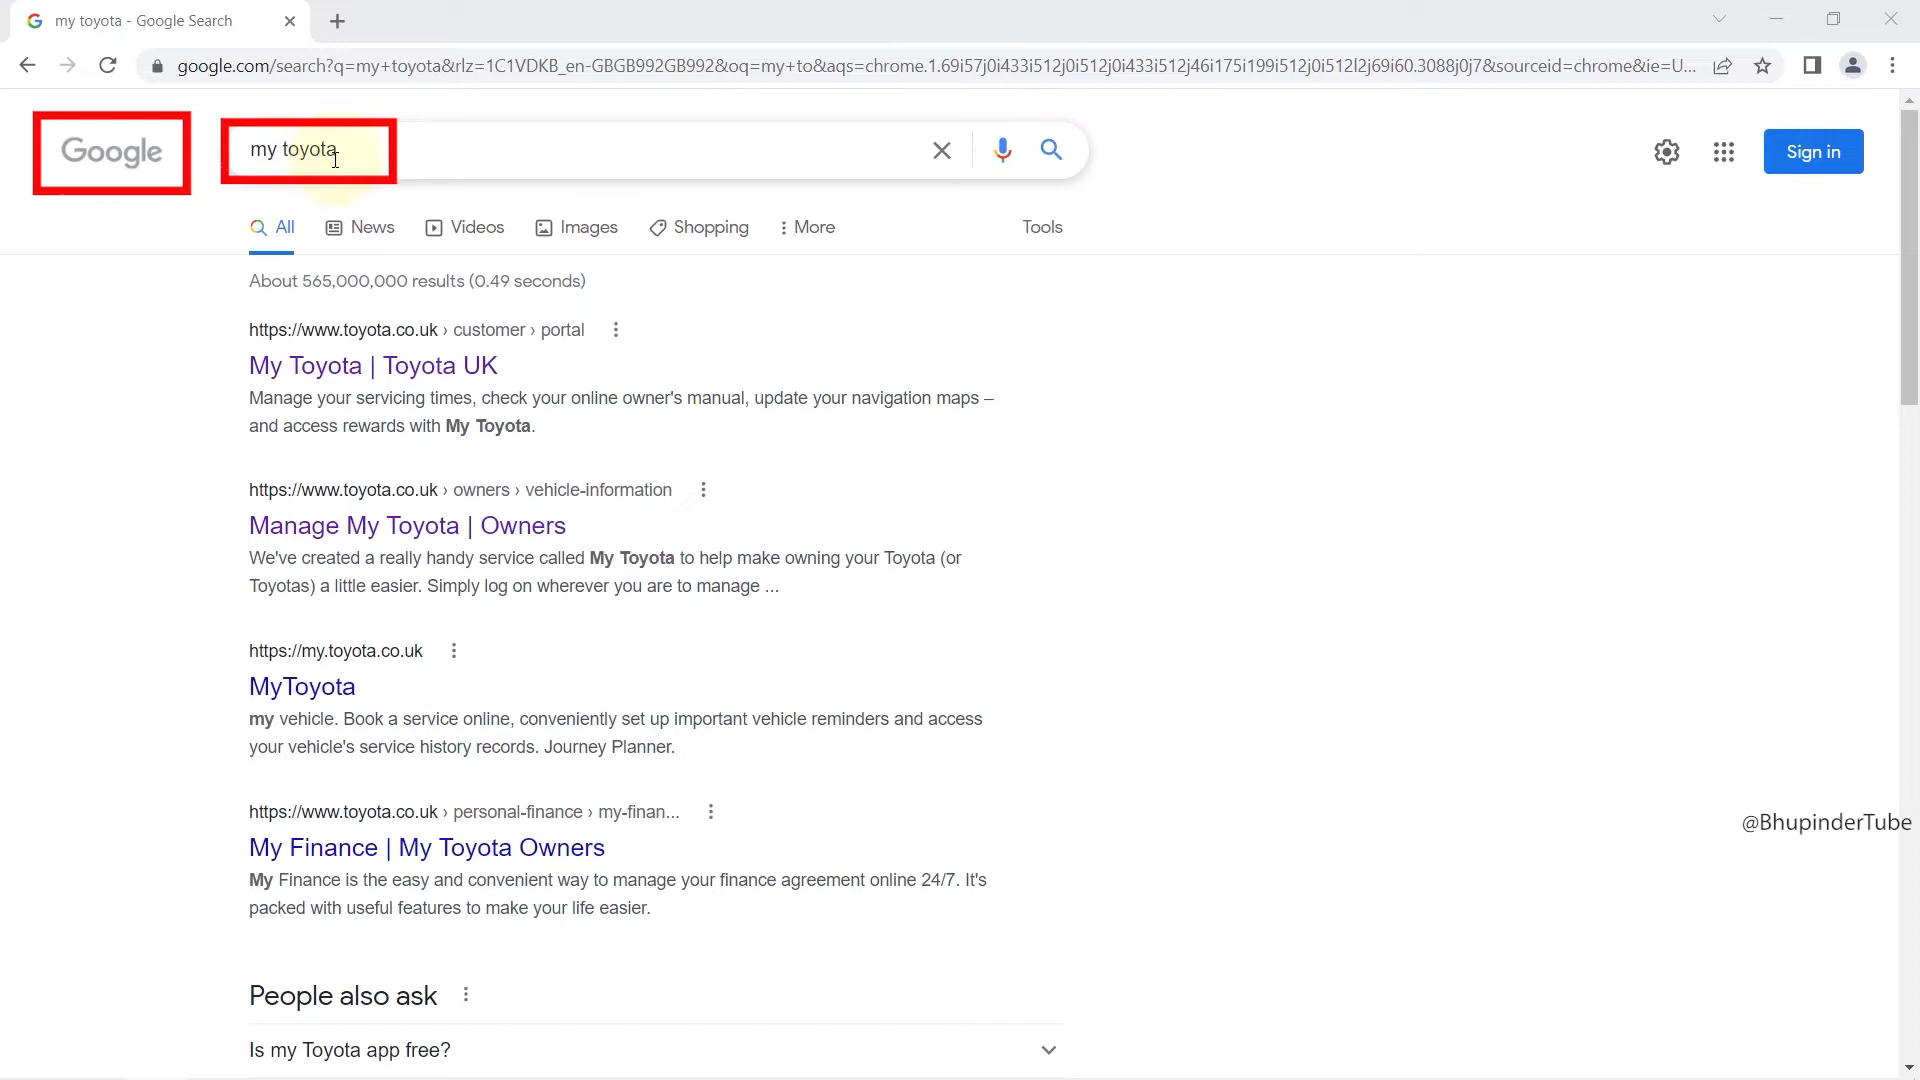 my toyota - Google Search
google.com/search?q=my+toyota&rlz=1C1VDKB_en-GBGB992GB992&oq=my+to&aqs=chrome.1.69i57j0i433i512j0i512j0i433i512j46i175i199i512j0i512l2j69i60.3088j0j7&sourceid=chrome&ie=U...
Google
my toyota
Sign in
All News Videos Images Shopping More Tools
About 565,000,000 results (0.49 seconds)
https://www.toyota.co.uk › customer › portal
My Toyota | Toyota UK
Manage your servicing times, check your online owner's manual, update your navigation maps –
and access rewards with My Toyota.
https://www.toyota.co.uk › owners › vehicle-information
Manage My Toyota | Owners
We've created a really handy service called My Toyota to help make owning your Toyota (or
Toyotas) a little easier. Simply log on wherever you are to manage ...
https://my.toyota.co.uk
MyToyota
my vehicle. Book a service online, conveniently set up important vehicle reminders and access
your vehicle's service history records. Journey Planner.
https://www.toyota.co.uk › personal-finance › my-finan...
@BhupinderTube
My Finance | My Toyota Owners
My Finance is the easy and convenient way to manage your finance agreement online 24/7. It's
packed with useful features to make your life easier.
People also ask
Is my Toyota app free?